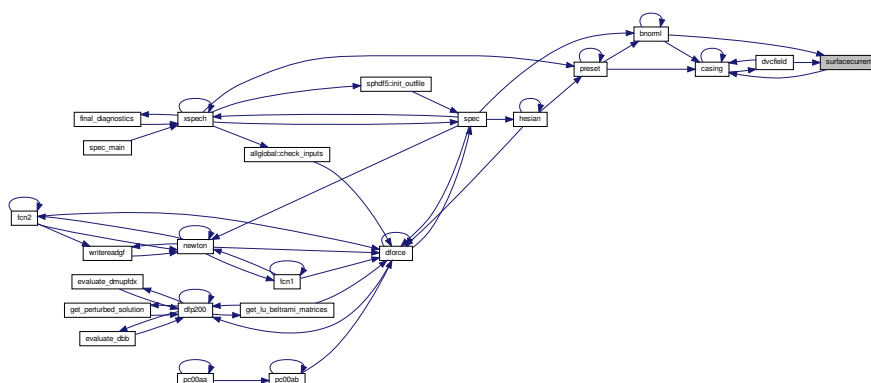 bnorml
surfacecurent
dvcfield
casing
preset
sphdf5::init_outfile
final_diagnostics
xspech
spec
hesian
spec_main
allglobal::check_inputs
fcn2
newton
writereadgf
dforce
fcn1
evaluate_dmupfdx
get_perturbed_solution
dfp200
get_lu_beltrami_matrices
evaluate_dbb
pc00aa
pc00ab